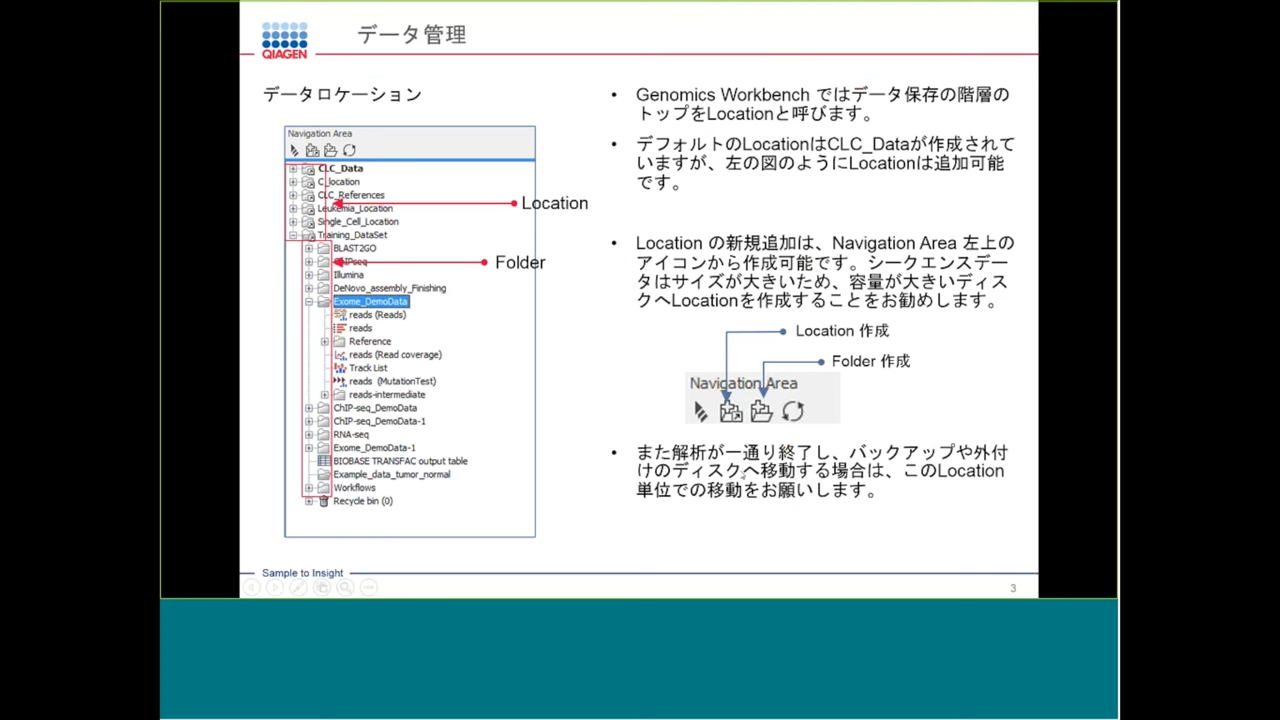 QIAGEN
データ管理
データロケーション
Navigation Area
CLC_Data
C_location
CLC_References
Leukemia_Location
Single_Cell_Location
Training_DataSet
BLAST2GO
ChIPseq
Illumina
DeNovo_assembly_Finishing
Exome_DemoData
reads (Reads)
reads
Reference
reads (Read coverage)
Track List
reads (MutationTest)
reads-intermediate
ChIP-seq_DemoData
ChIP-seq_DemoData-1
RNA-seq
Exome_DemoData-1
BIOBASE TRANSFAC output table
Example_data_tumor_normal
Workflows
Recycle bin (0)
Location
Folder
• Genomics Workbench ではデータ保存の階層の
トップをLocationと呼びます。
• デフォルトのLocationはCLC_Dataが作成されて
いますが、左の図のようにLocationは追加可能
です。
• Location の新規追加は、Navigation Area 左上の
アイコンから作成可能です。シークエンスデー
タはサイズが大きいため、容量が大きいディス
クへLocationを作成することをお勧めします。
Location 作成
Folder 作成
Navigation Area
• また解析が一通り終了し、バックアップや外付
けのディスクへ移動する場合は、このLocation
単位での移動をお願いします。
Sample to Insight
3